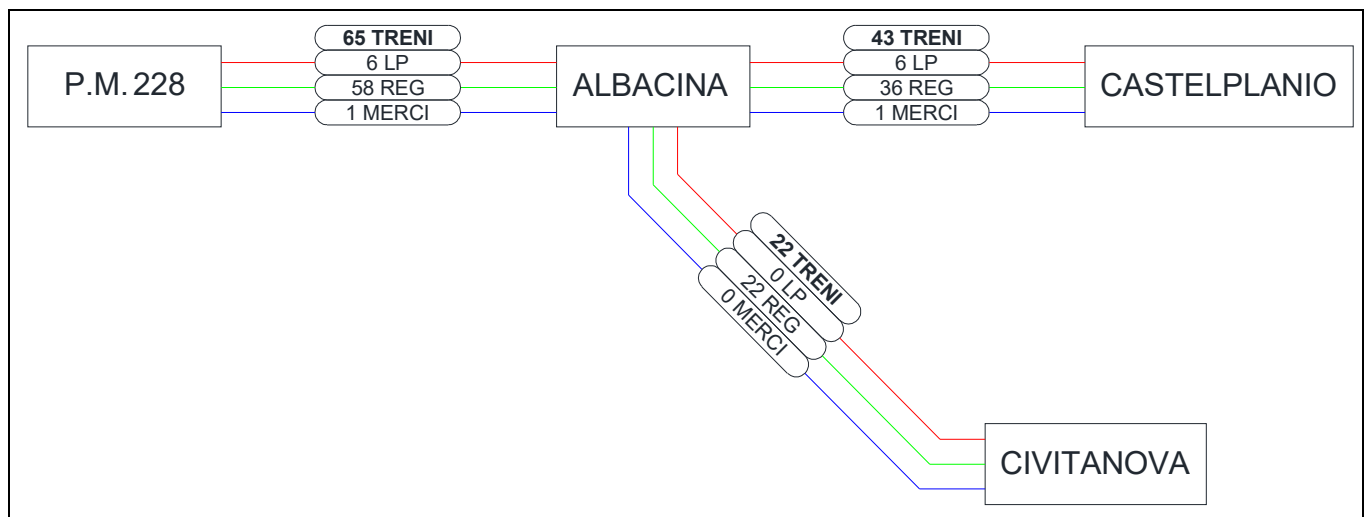 P.M. 228
65 TRENI
6 LP
58 REG
1 MERCI
ALBACINA
43 TRENI
6 LP
36 REG
1 MERCI
CASTELPLANIO
22 TRENI
0 LP
22 REG
0 MERCI
CIVITANOVA